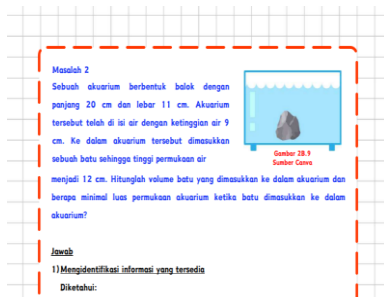 Masalah 2
Sebuah akuarium berbentuk balok dengan
panjang 20 cm dan lebar 11 cm. Akuarium
tersebut telah di isi air dengan ketinggian air 9
cm. Ke dalam akuarium tersebut dimasukkan
sebuah batu sehingga tinggi permukaan air
Gambar 2B.9
Sumber Canva
menjadi 12 cm. Hitunglah volume batu yang dimasukkan ke dalam akuarium dan
berapa minimal luas permukaan akuarium ketika batu dimasukkan ke dalam
akuarium?
Jawab
1) Mengidentifikasi informasi yang tersedia
Diketahui: